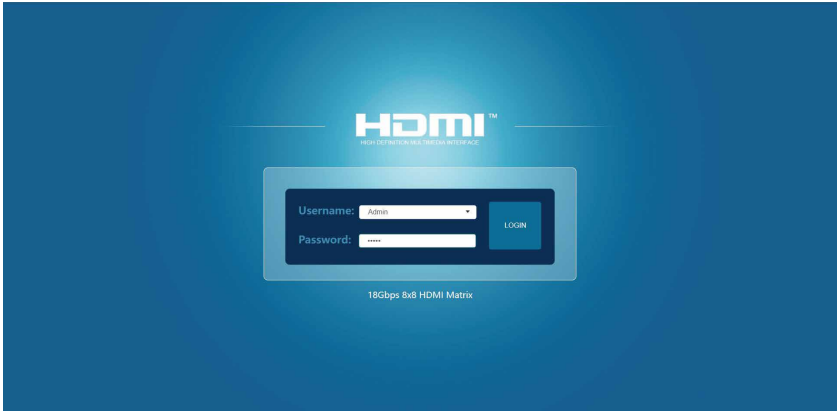 HDMI™
HIGH DEFINITION MULTIMEDIA INTERFACE
Username: Admin
LOGIN
Password: •••••
18Gbps 8x8 HDMI Matrix